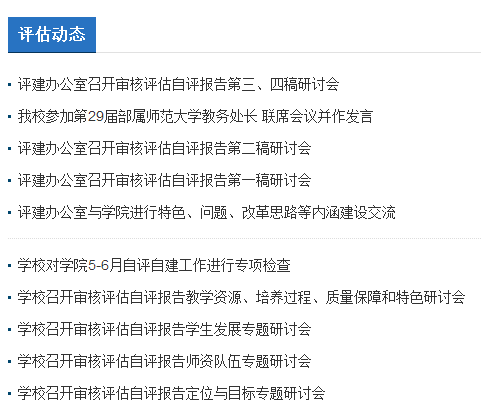 评估动态
评建办公室召开审核评估自评报告第三、四稿研讨会
我校参加第29届部属师范大学教务处长 联席会议并作发言
评建办公室召开审核评估自评报告第二稿研讨会
评建办公室召开审核评估自评报告第一稿研讨会
评建办公室与学院进行特色、问题、改革思路等内涵建设交流
学校对学院5-6月自评自建工作进行专项检查
学校召开审核评估自评报告教学资源、培养过程、质量保障和特色研讨会
学校召开审核评估自评报告学生发展专题研讨会
学校召开审核评估自评报告师资队伍专题研讨会
学校召开审核评估自评报告定位与目标专题研讨会